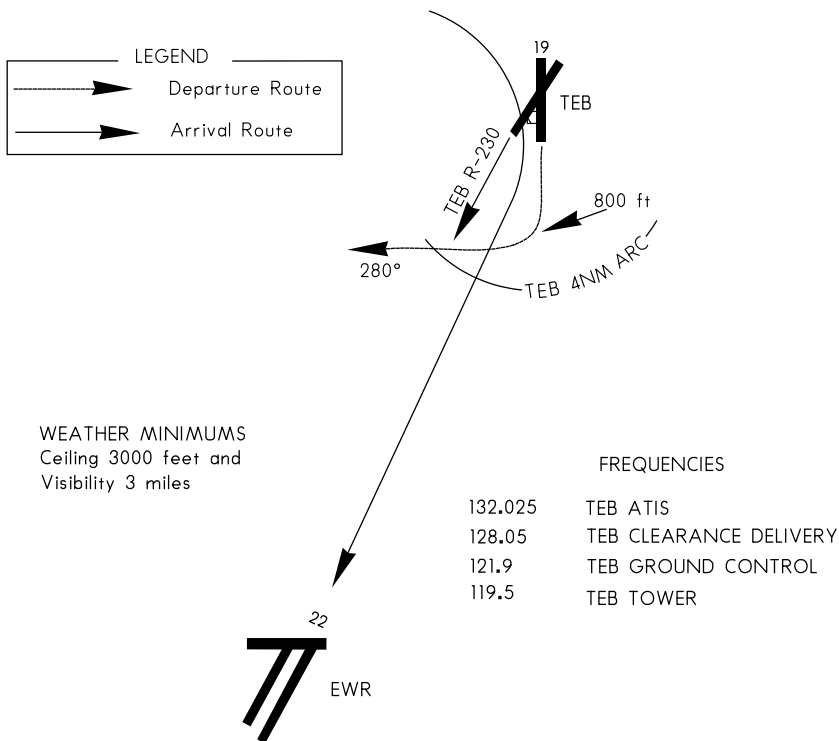 LEGEND
Departure Route
Arrival Route
19
TEB
TEB R-230
800 ft
280°
TEB 4NM ARC
WEATHER MINIMUMS
Ceiling 3000 feet and
Visibility 3 miles
FREQUENCIES
132.025 TEB ATIS
128.05 TEB CLEARANCE DELIVERY
121.9 TEB GROUND CONTROL
119.5 TEB TOWER
22
EWR